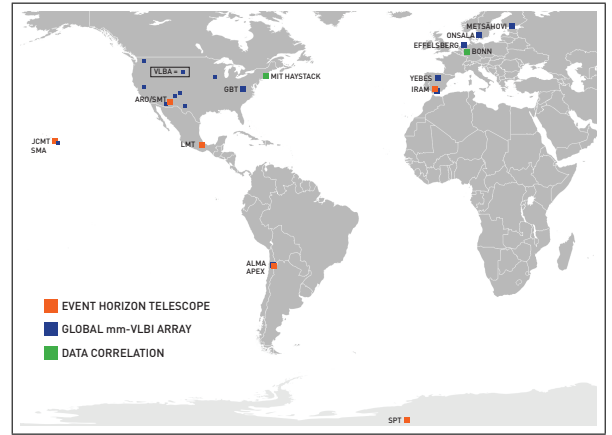 METSÄHOVI
ONSALA
EFFELSBERG
BONN
VLBA =
MIT HAYSTACK
YEBES
GBT
IRAM
ARO/SMT
JCMT
SMA
LMT
ALMA
APEX
EVENT HORIZON TELESCOPE
GLOBAL mm-VLBI ARRAY
DATA CORRELATION
SPT